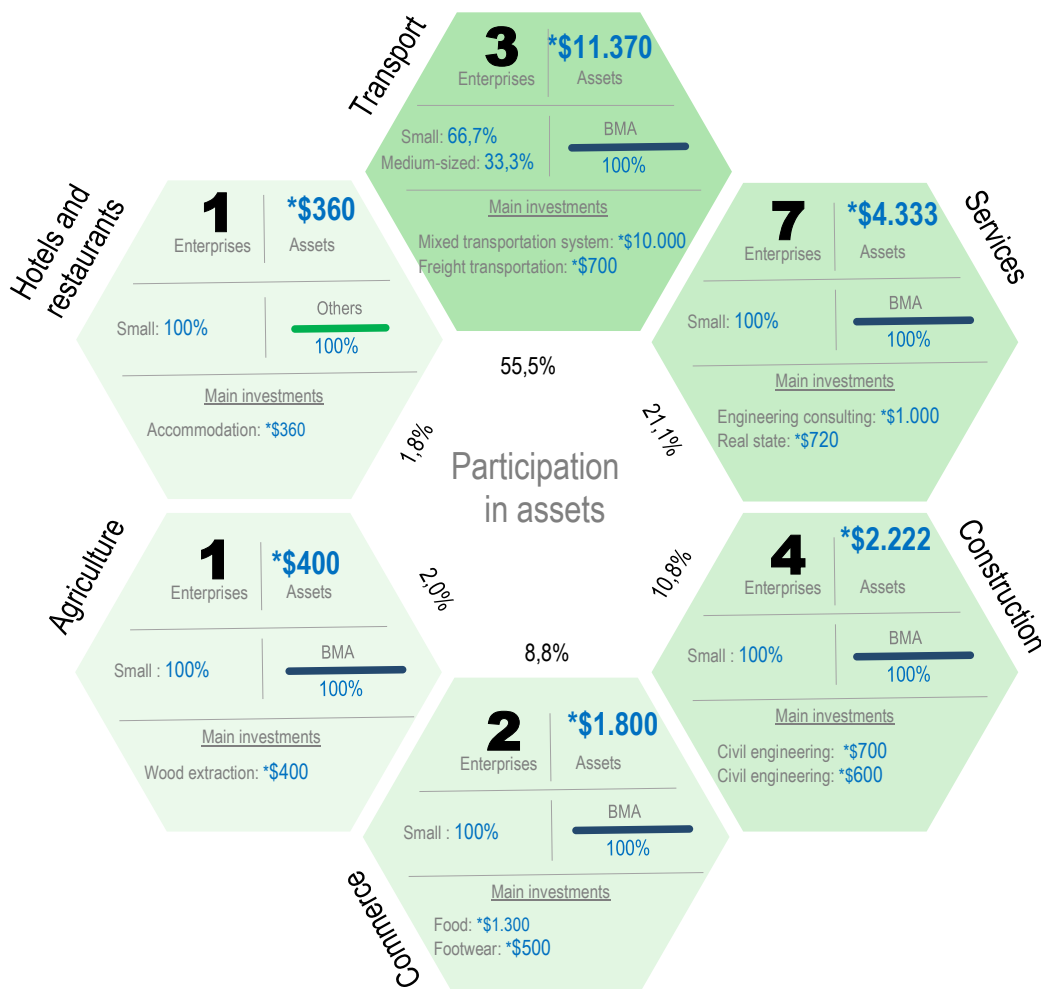 Transport
3
Enterprises
*$11.370
Assets
Small: 66,7%
Medium-sized: 33,3%
BMA
100%
Main investments
Mixed transportation system: *$10.000
Freight transportation: *$700
Hotels and
restaurants
1
Enterprises
*$360
Assets
Small: 100%
Others
100%
Main investments
Accommodation: *$360
Services
7
Enterprises
*$4.333
Assets
Small: 100%
BMA
100%
Main investments
Engineering consulting: *$1.000
Real state: *$720
55,5%
1,8%
21,1%
Participation
in assets
2,0%
10,8%
8,8%
Agriculture
1
Enterprises
*$400
Assets
Small : 100%
BMA
100%
Main investments
Wood extraction: *$400
Construction
4
Enterprises
*$2.222
Assets
Small : 100%
BMA
100%
Main investments
Civil engineering: *$700
Civil engineering: *$600
Commerce
2
Enterprises
*$1.800
Assets
Small : 100%
BMA
100%
Main investments
Food: *$1.300
Footwear: *$500